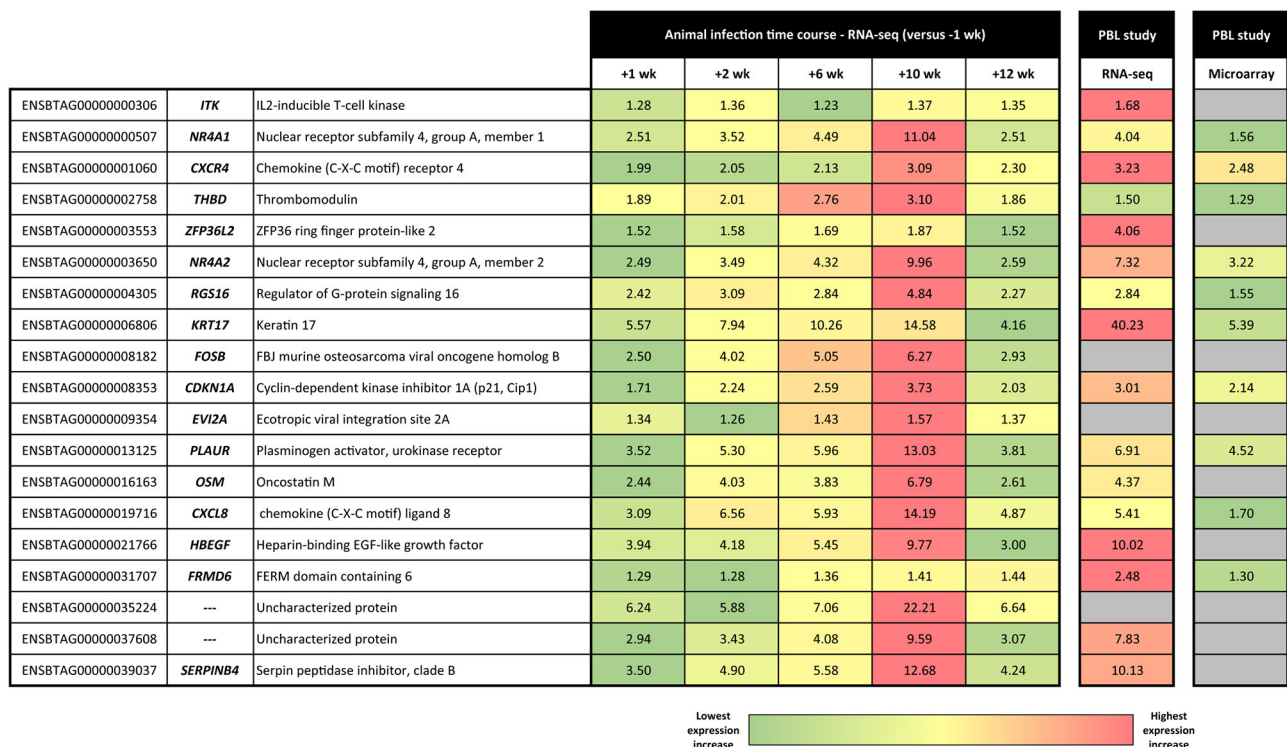 Animal infection time course - RNA-seq (versus -1 wk) PBL study PBL study
+1 wk +2 wk +6 wk +10 wk +12 wk RNA-seq Microarray
ENSBTAG00000000306 ITK IL2-inducible T-cell kinase 1.28 1.36 1.23 1.37 1.35 1.68
ENSBTAG00000000507 NR4A1 Nuclear receptor subfamily 4, group A, member 1 2.51 3.52 4.49 11.04 2.51 4.04 1.56
ENSBTAG00000001060 CXCR4 Chemokine (C-X-C motif) receptor 4 1.99 2.05 2.13 3.09 2.30 3.23 2.48
ENSBTAG00000002758 THBD Thrombomodulin 1.89 2.01 2.76 3.10 1.86 1.50 1.29
ENSBTAG00000003553 ZFP36L2 ZFP36 ring finger protein-like 2 1.52 1.58 1.69 1.87 1.52 4.06
ENSBTAG00000003650 NR4A2 Nuclear receptor subfamily 4, group A, member 2 2.49 3.49 4.32 9.96 2.59 7.32 3.22
ENSBTAG00000004305 RGS16 Regulator of G-protein signaling 16 2.42 3.09 2.84 4.84 2.27 2.84 1.55
ENSBTAG00000006806 KRT17 Keratin 17 5.57 7.94 10.26 14.58 4.16 40.23 5.39
ENSBTAG00000008182 FOSB FBJ murine osteosarcoma viral oncogene homolog B 2.50 4.02 5.05 6.27 2.93
ENSBTAG00000008353 CDKN1A Cyclin-dependent kinase inhibitor 1A (p21, Cip1) 1.71 2.24 2.59 3.73 2.03 3.01 2.14
ENSBTAG00000009354 EVI2A Ecotropic viral integration site 2A 1.34 1.26 1.43 1.57 1.37
ENSBTAG00000013125 PLAUR Plasminogen activator, urokinase receptor 3.52 5.30 5.96 13.03 3.81 6.91 4.52
ENSBTAG00000016163 OSM Oncostatin M 2.44 4.03 3.83 6.79 2.61 4.37
ENSBTAG00000019716 CXCL8 chemokine (C-X-C motif) ligand 8 3.09 6.56 5.93 14.19 4.87 5.41 1.70
ENSBTAG00000021766 HBEGF Heparin-binding EGF-like growth factor 3.94 4.18 5.45 9.77 3.00 10.02
ENSBTAG00000031707 FRMD6 FERM domain containing 6 1.29 1.28 1.36 1.41 1.44 2.48 1.30
ENSBTAG00000035224 --- Uncharacterized protein 6.24 5.88 7.06 22.21 6.64
ENSBTAG00000037608 --- Uncharacterized protein 2.94 3.43 4.08 9.59 3.07 7.83
ENSBTAG00000039037 SERPINB4 Serpin peptidase inhibitor, clade B 3.50 4.90 5.58 12.68 4.24 10.13
Lowest expression increase
Highest expression increase